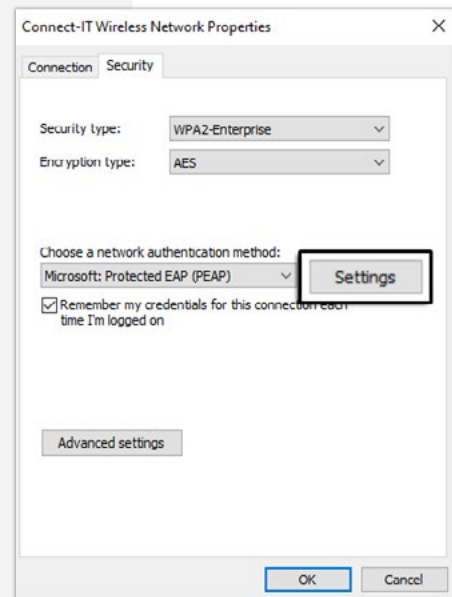 Connect-IT Wireless Network Properties
Connection Security
Security type: WPA2-Enterprise
Encryption type: AES
Choose a network authentication method:
Microsoft: Protected EAP (PEAP) Settings
Remember my credentials for this connection each
time I'm logged on
Advanced settings
OK Cancel